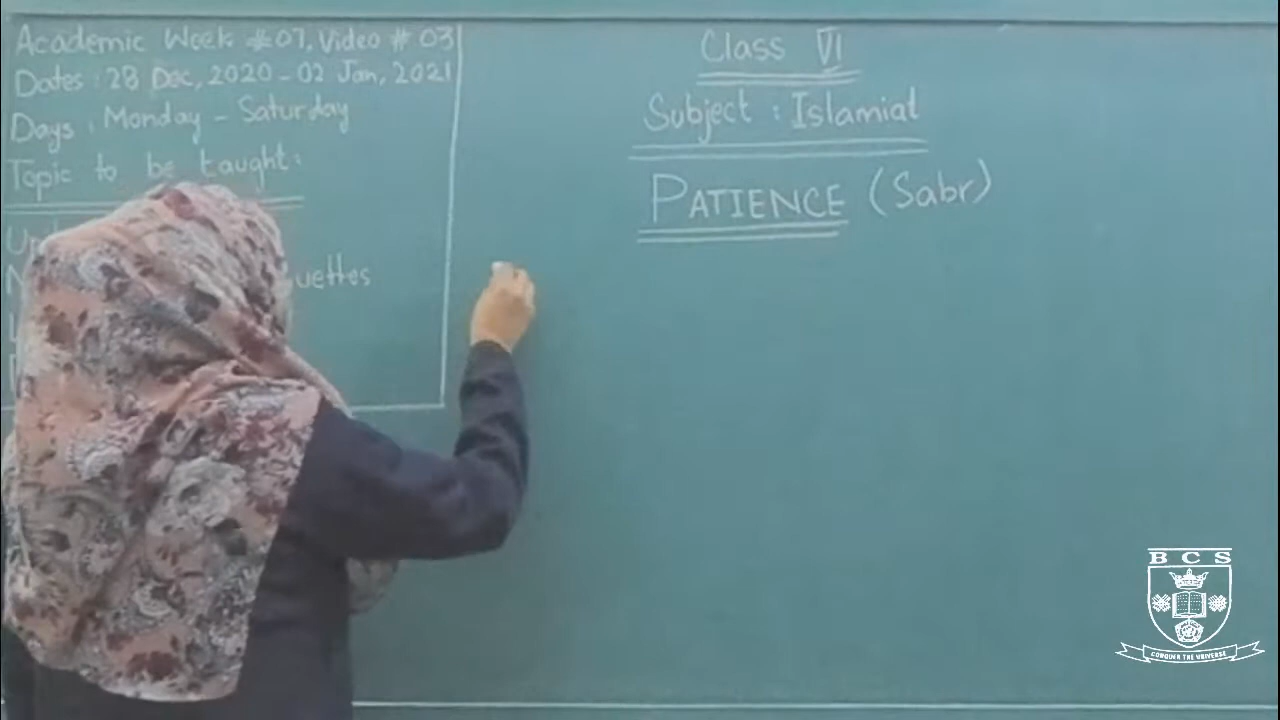 Academic Week #07, Video # 03
Dates : 28 Dec, 2020 - 02 Jan, 2021
Days : Monday - Saturday
Topic to be taught:
Class VI
Subject : Islamiat
PATIENCE (Sabr)
BCS
CONQUER THE UNIVERSE